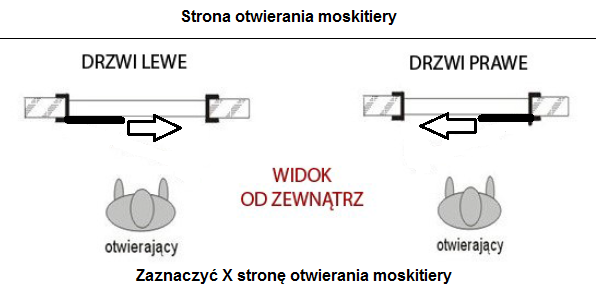 Strona otwierania moskitiery
DRZWI LEWE
DRZWI PRAWE
WIDOK
OD ZEWNĄTRZ
otwierający
otwierający
Zaznaczyć X stronę otwierania moskitiery